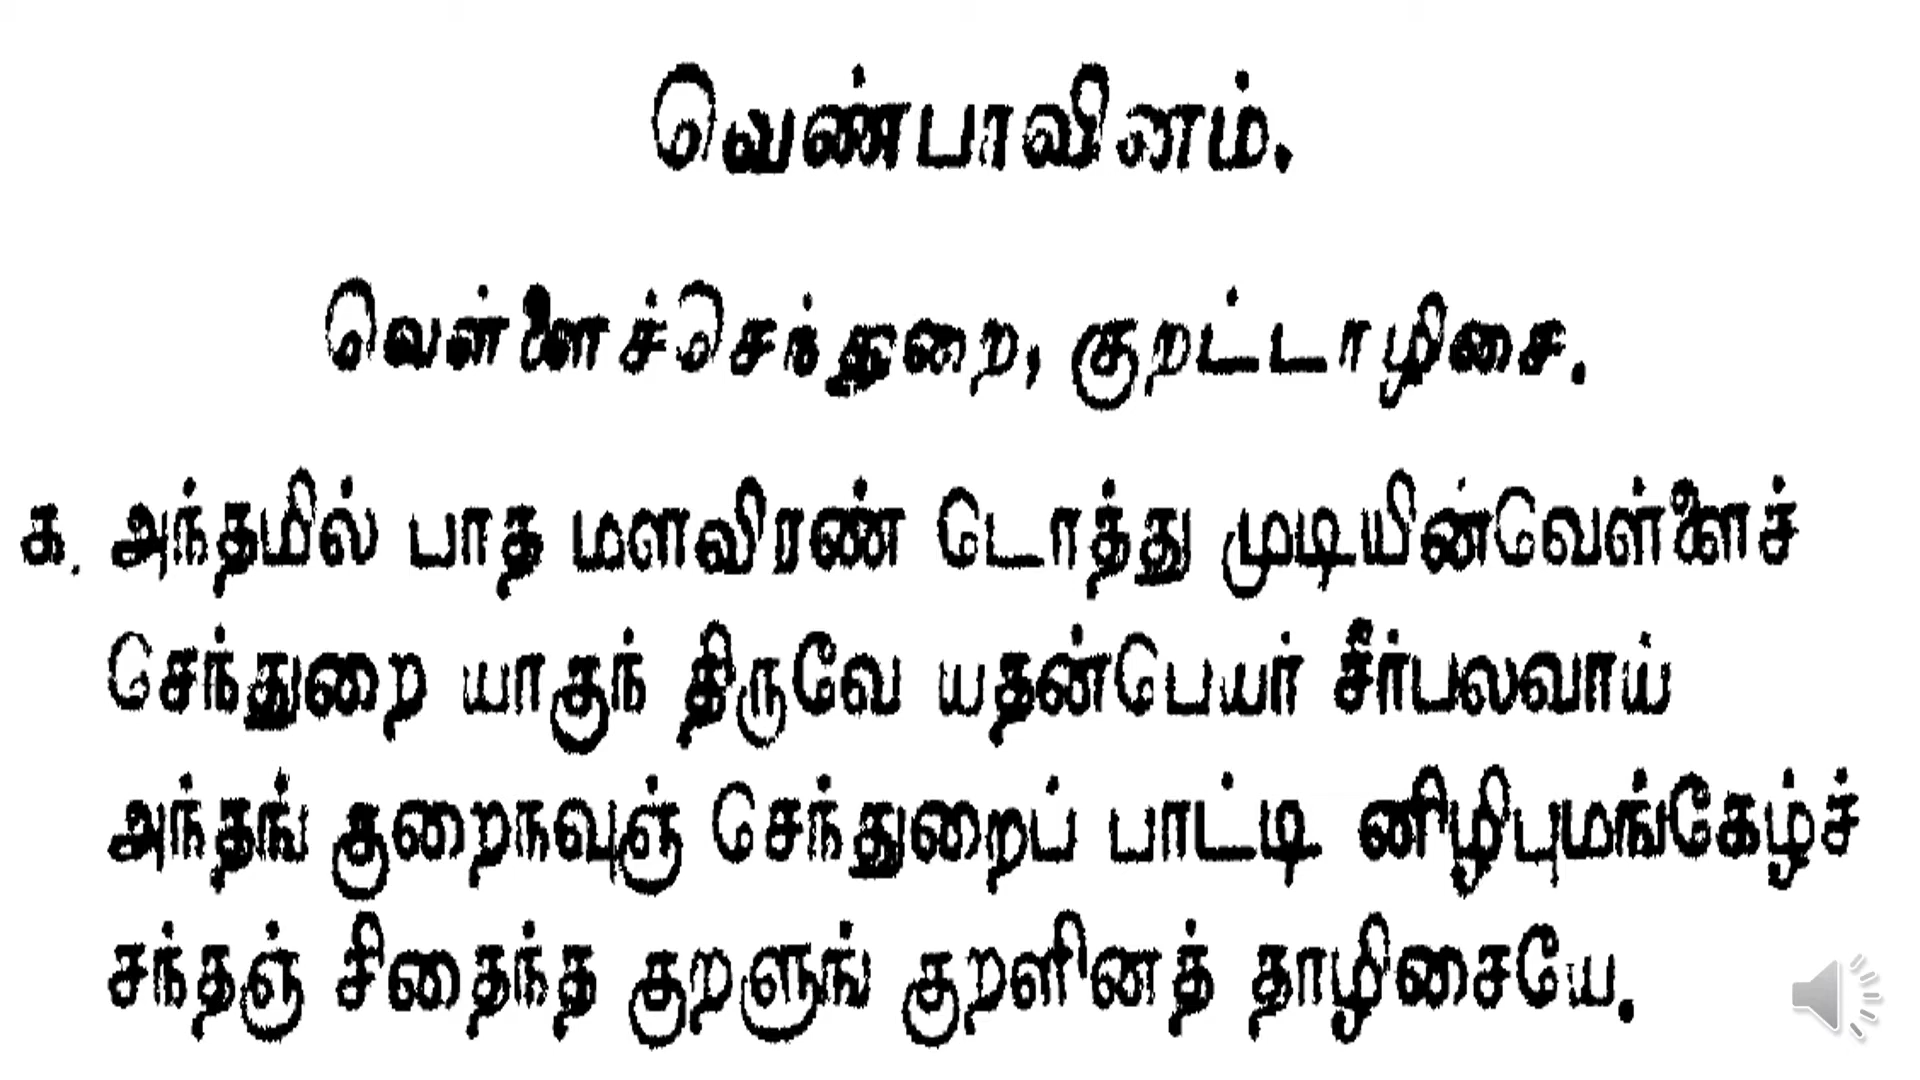 வெண்பாவினம்.
வெள்ளைச்செந்துறை, குறட்டாழிசை.
க. அந்தமில் பாத மளவிரண் டொத்து முடியின்வெள்ளைச்
செந்துறை யாகுந் திருவே யதன்பெயர் சீர்பலவாய்
அந்தங் குறைநவுஞ் செந்துறைப் பாட்டி னிழிபுமங்கேழ்ச்
சந்தஞ் சிதைந்த குறளுங் குறளினத் தாழிசையே.